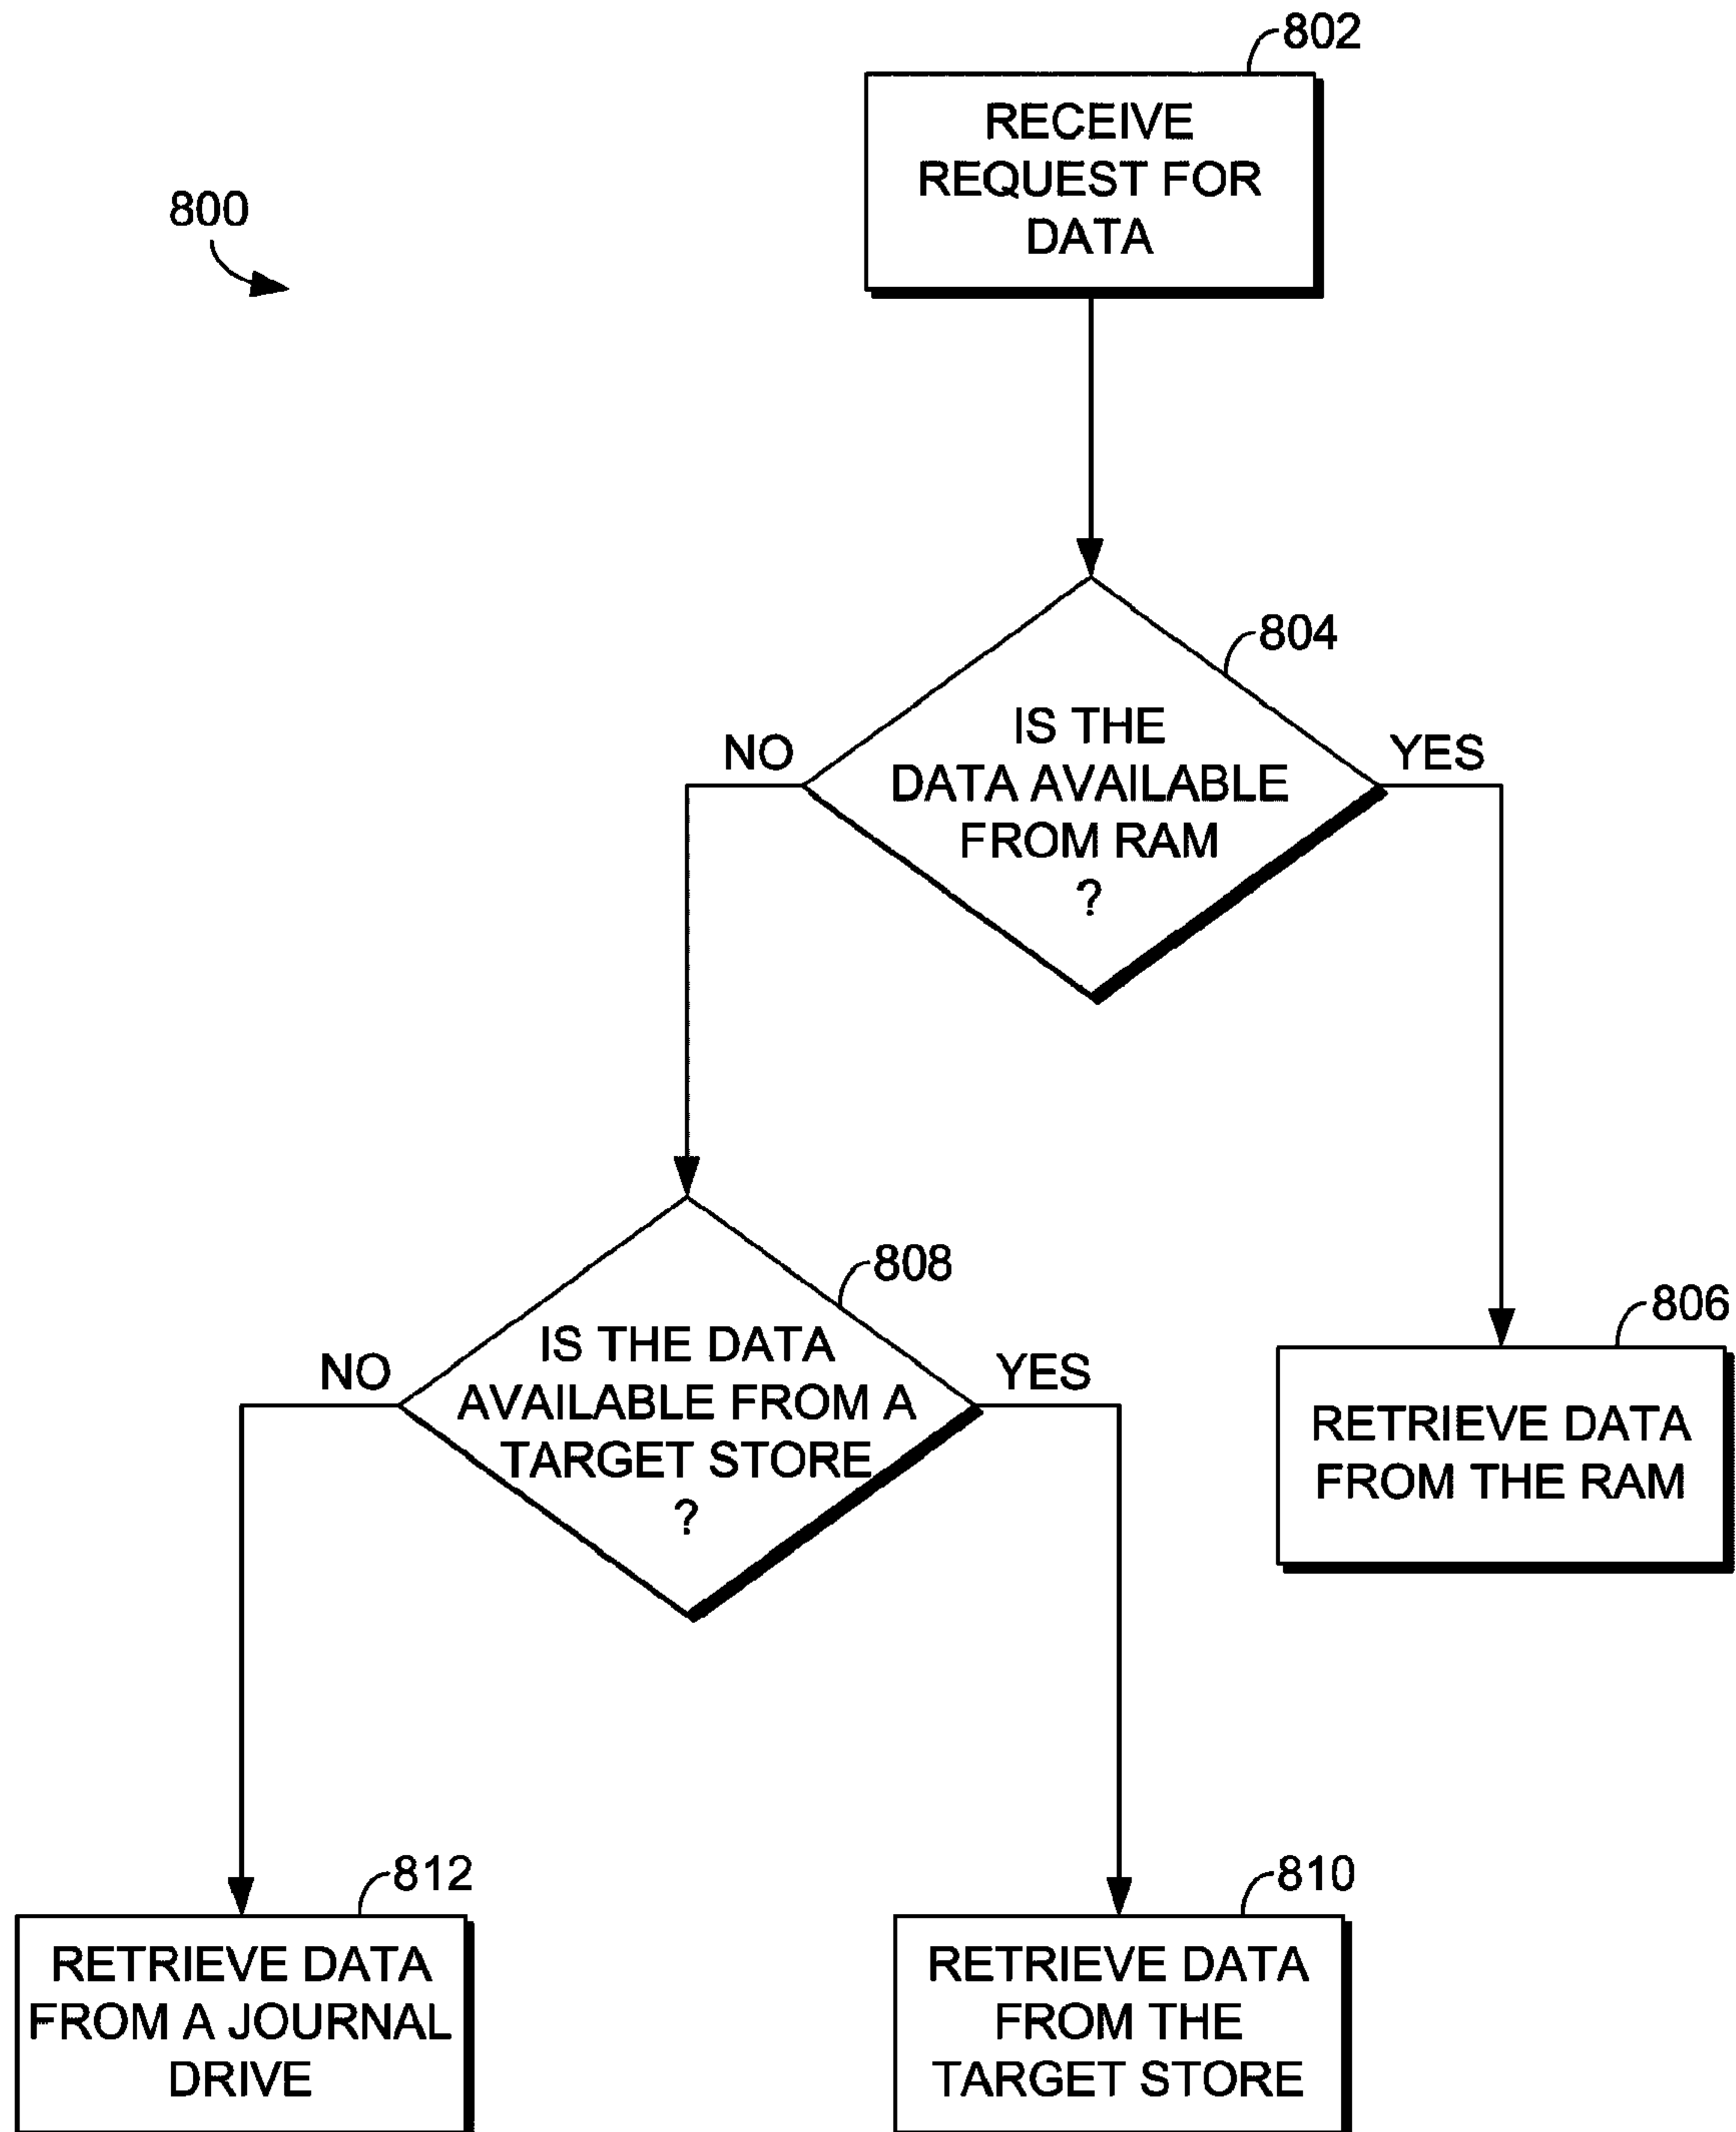 802
RECEIVE
REQUEST FOR
DATA
800
804
IS THE
DATA AVAILABLE
FROM RAM
?
NO
YES
808
IS THE DATA
AVAILABLE FROM A
TARGET STORE
?
NO
YES
806
RETRIEVE DATA
FROM THE RAM
812
RETRIEVE DATA
FROM A JOURNAL
DRIVE
810
RETRIEVE DATA
FROM THE
TARGET STORE